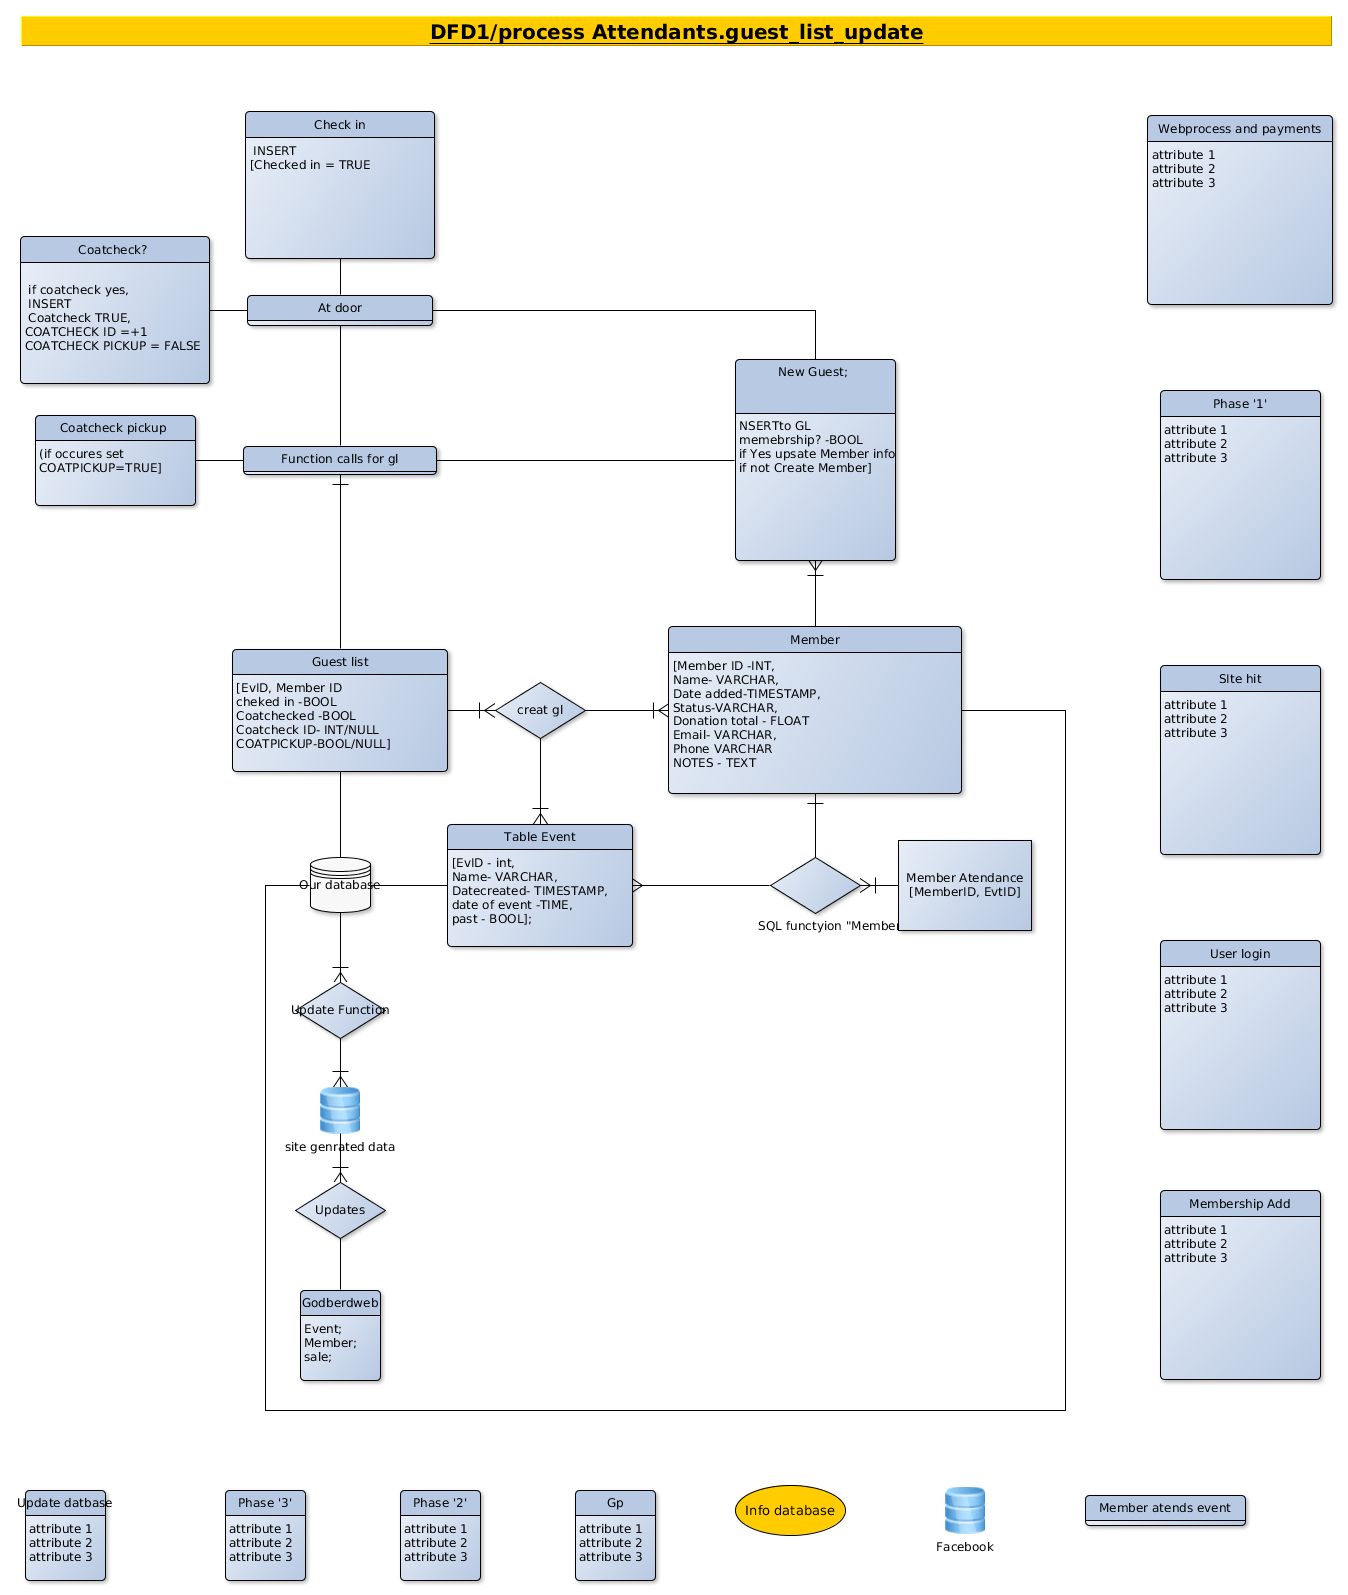 DFD1/process Attendants.guest_list_update
Check in
INSERT
[Checked in = TRUE
Webprocess and payments
attribute 1
attribute 2
attribute 3
Coatcheck?
if coatcheck yes,
INSERT
Coatcheck TRUE,
COATCHECK ID =+1
COATCHECK PICKUP = FALSE
At door
New Guest;
NSERTto GL
memebrship? -BOOL
if Yes upsate Member info
if not Create Member]
Phase '1'
attribute 1
attribute 2
attribute 3
Coatcheck pickup
(if occures set
COATPICKUP=TRUE]
Function calls for gl
Guest list
[EvID, Member ID
cheked in -BOOL
Coatchecked -BOOL
Coatcheck ID- INT/NULL
COATPICKUP-BOOL/NULL]
creat gl
Member
[Member ID -INT,
Name- VARCHAR,
Date added-TIMESTAMP,
Status-VARCHAR,
Donation total - FLOAT
Email- VARCHAR,
Phone VARCHAR
NOTES - TEXT
SIte hit
attribute 1
attribute 2
attribute 3
Our database
Table Event
[EvID - int,
Name- VARCHAR,
Datecreated- TIMESTAMP,
date of event -TIME,
past - BOOL];
SQL functyion "Member
Member Atendance
[MemberID, EvtID]
User login
attribute 1
attribute 2
attribute 3
Update Function
site genrated data
Updates
Godberdweb
Event;
Member;
sale;
Membership Add
attribute 1
attribute 2
attribute 3
Update datbase
attribute 1
attribute 2
attribute 3
Phase '3'
attribute 1
attribute 2
attribute 3
Phase '2'
attribute 1
attribute 2
attribute 3
Gp
attribute 1
attribute 2
attribute 3
Info database
Facebook
Member atends event